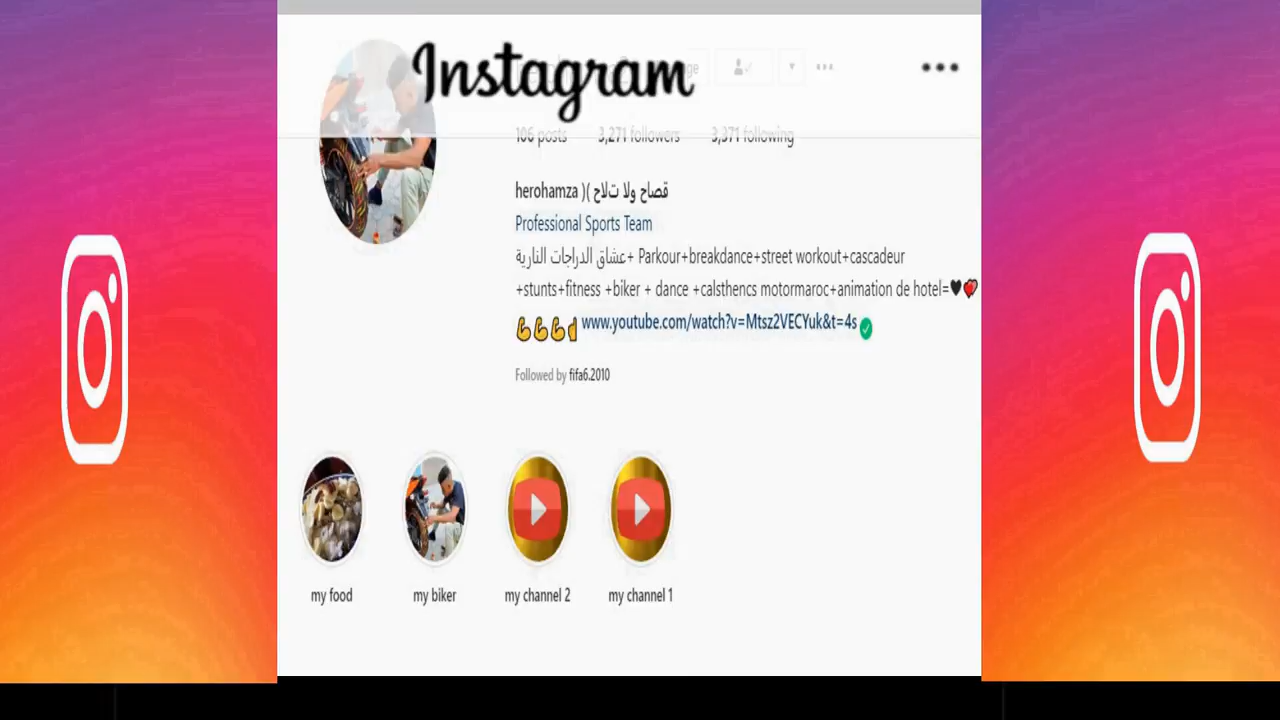 Instagram
106 posts 3,271 followers 3,371 following
herohamza )( قصاح ولا تلاح
Professional Sports Team
عشاق الدراجات النارية+ Parkour+breakdance+street workout+cascadeur
+stunts+fitness +biker + dance +calsthencs motormaroc+animation de hotel=♥💘
💪💪💪 www.youtube.com/watch?v=Mtsz2VECYuk&t=4s
Followed by fifa6.2010
my food my biker my channel 2 my channel 1